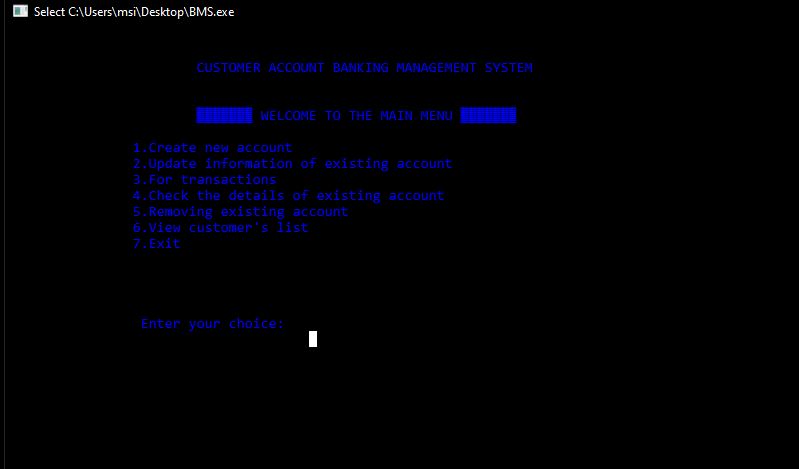 Select C:\Users\msi\Desktop\BMS.exe
CUSTOMER ACCOUNT BANKING MANAGEMENT SYSTEM
▓▓▓▓▓▓▓ WELCOME TO THE MAIN MENU ▓▓▓▓▓▓▓
1.Create new account
2.Update information of existing account
3.For transactions
4.Check the details of existing account
5.Removing existing account
6.View customer's list
7.Exit
Enter your choice: